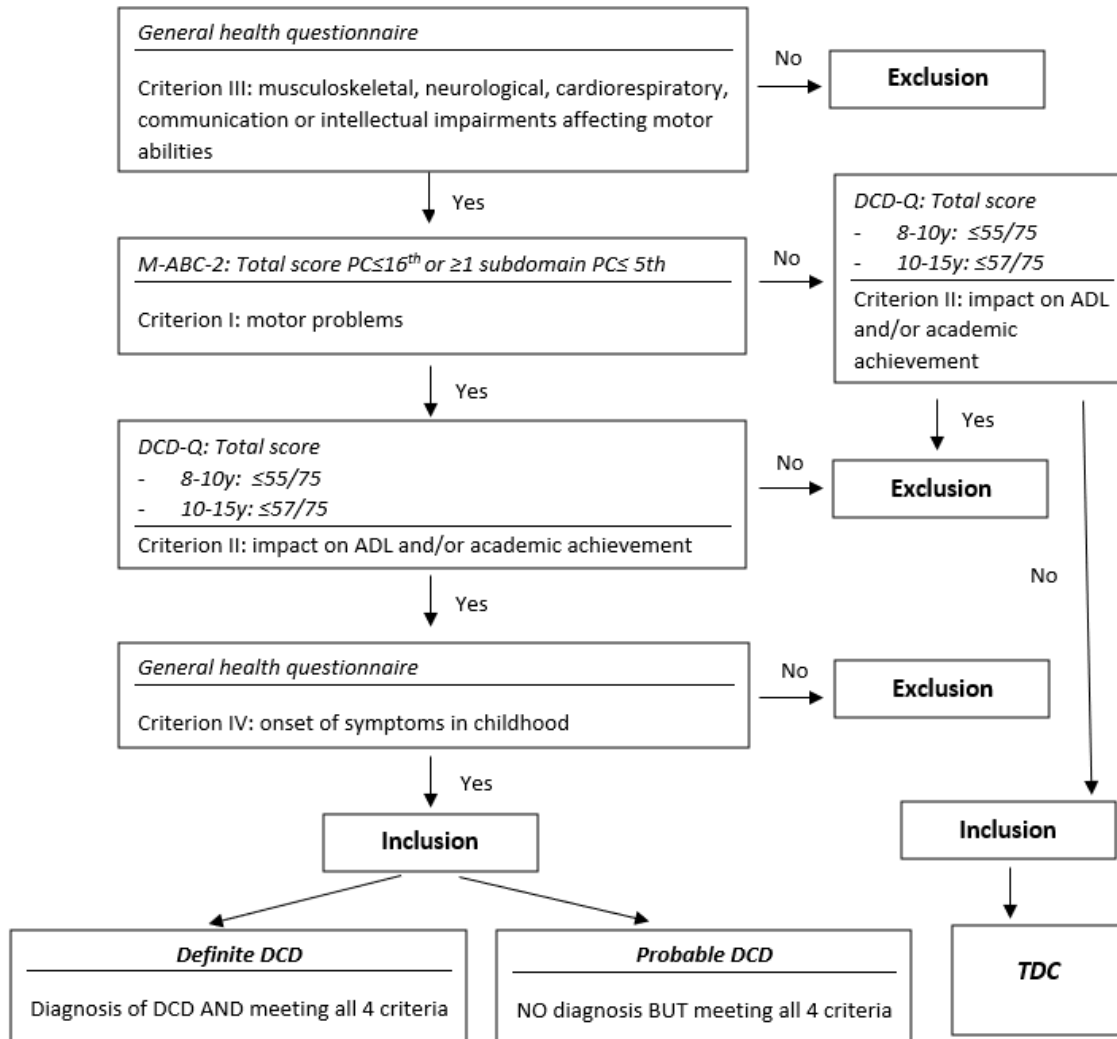 General health questionnaire
Criterion III: musculoskeletal, neurological, cardiorespiratory,
communication or intellectual impairments affecting motor
abilities
No
Exclusion
Yes
M-ABC-2: Total score PC≤16th or ≥1 subdomain PC≤ 5th
Criterion I: motor problems
No
DCD-Q: Total score
- 8-10y: ≤55/75
- 10-15y: ≤57/75
Criterion II: impact on ADL
and/or academic
achievement
Yes
Yes
DCD-Q: Total score
- 8-10y: ≤55/75
- 10-15y: ≤57/75
Criterion II: impact on ADL and/or academic achievement
No
Exclusion
No
Yes
General health questionnaire
Criterion IV: onset of symptoms in childhood
No
Exclusion
Yes
Inclusion
Inclusion
Definite DCD
Diagnosis of DCD AND meeting all 4 criteria
Probable DCD
NO diagnosis BUT meeting all 4 criteria
TDC